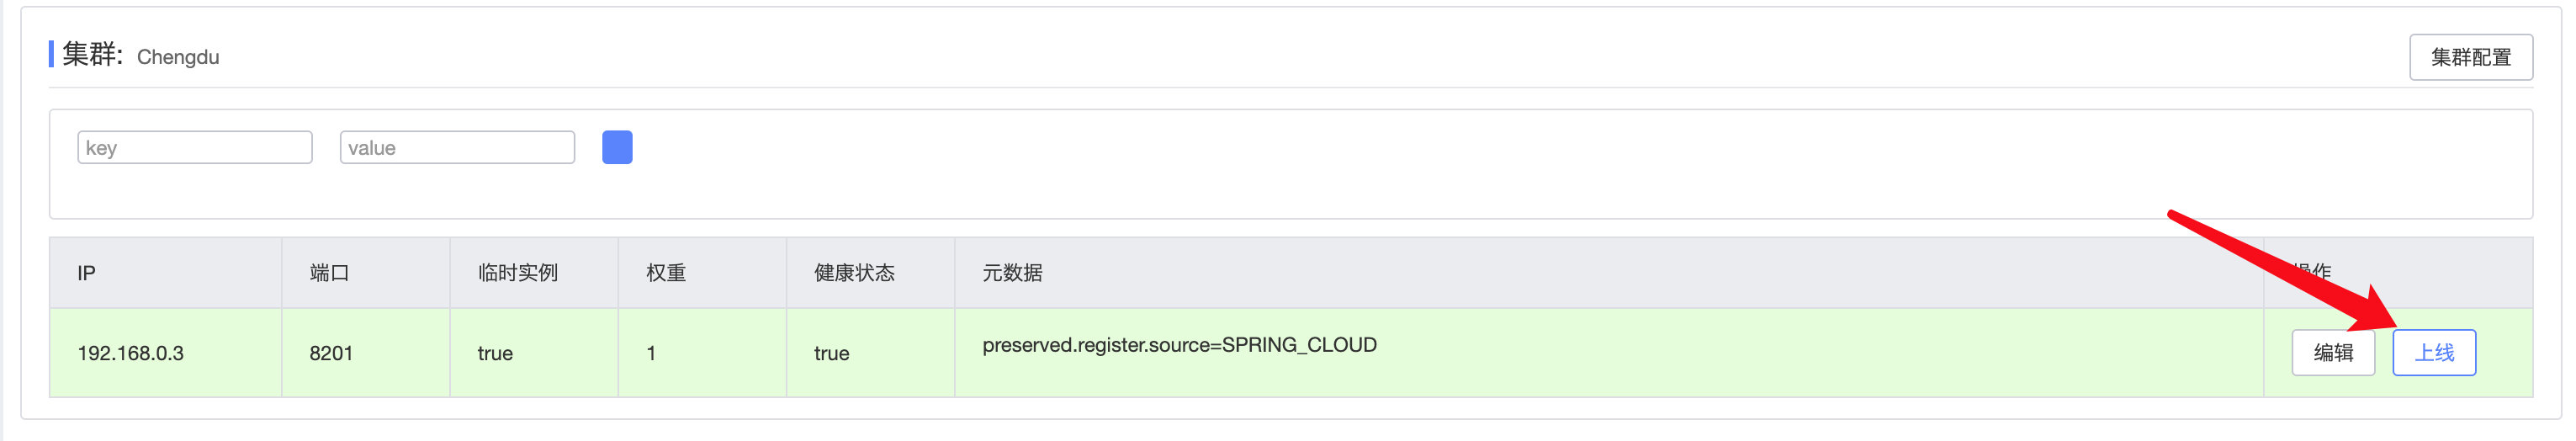 集群: Chengdu
集群配置
key value
IP 端口 临时实例 权重 健康状态 元数据 操作
192.168.0.3 8201 true 1 true preserved.register.source=SPRING_CLOUD 编辑 上线